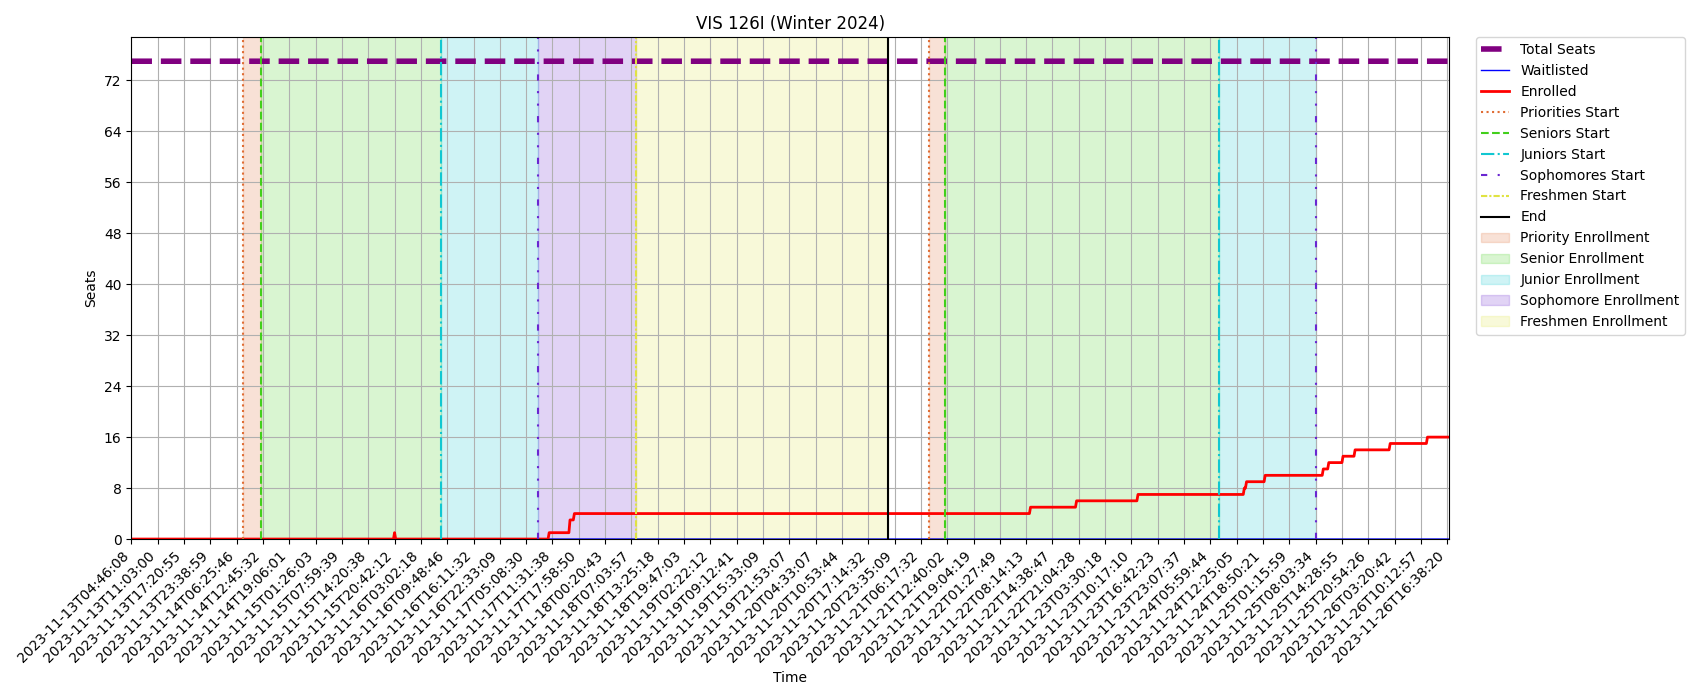 VIS 126I (Winter 2024)
Seats
72
64
56
48
40
32
24
16
8
0
2023-11-13T04:46:08
2023-11-13T11:03:00
2023-11-13T17:20:55
2023-11-13T23:38:59
2023-11-14T06:25:46
2023-11-14T12:45:32
2023-11-14T19:06:01
2023-11-15T01:26:03
2023-11-15T07:59:39
2023-11-15T14:20:38
2023-11-15T20:42:12
2023-11-16T03:02:18
2023-11-16T09:48:46
2023-11-16T16:11:32
2023-11-16T22:33:09
2023-11-17T05:08:30
2023-11-17T11:31:38
2023-11-17T17:58:50
2023-11-18T00:20:43
2023-11-18T07:03:57
2023-11-18T13:25:18
2023-11-18T19:47:03
2023-11-19T02:22:12
2023-11-19T09:12:41
2023-11-19T15:33:09
2023-11-19T21:53:07
2023-11-20T04:33:07
2023-11-20T10:53:44
2023-11-20T17:14:32
2023-11-20T23:35:09
2023-11-21T06:17:32
2023-11-21T12:40:02
2023-11-21T19:04:19
2023-11-22T01:27:49
2023-11-22T08:14:13
2023-11-22T14:38:47
2023-11-22T21:04:28
2023-11-23T03:30:18
2023-11-23T10:17:10
2023-11-23T16:42:23
2023-11-23T23:07:37
2023-11-24T05:59:44
2023-11-24T12:25:05
2023-11-24T18:50:21
2023-11-25T01:15:59
2023-11-25T08:03:34
2023-11-25T14:28:55
2023-11-25T20:54:26
2023-11-26T03:20:42
2023-11-26T10:12:57
2023-11-26T16:38:20
Time
Total Seats
Waitlisted
Enrolled
Priorities Start
Seniors Start
Juniors Start
Sophomores Start
Freshmen Start
End
Priority Enrollment
Senior Enrollment
Junior Enrollment
Sophomore Enrollment
Freshmen Enrollment